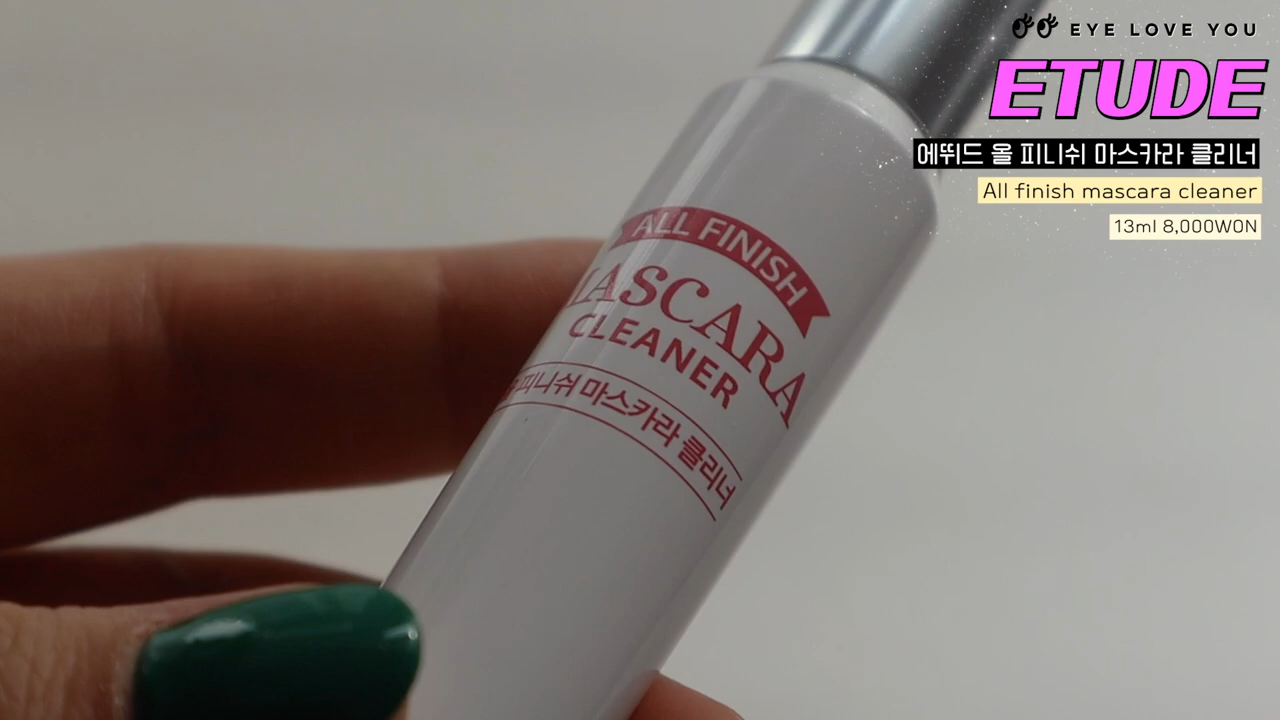 EYE LOVE YOU
ETUDE
에뛰드 올 피니쉬 마스카라 클리너
All finish mascara cleaner
13ml 8,000WON
ALL FINISH
MASCARA
CLEANER
올 피니쉬 마스카라 클리너